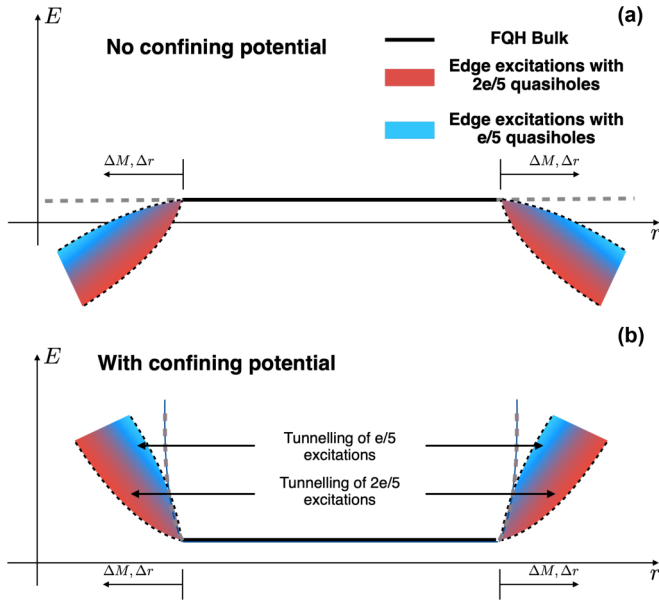 E
(a)
No confining potential
FQH Bulk
Edge excitations with
2e/5 quasiholes
Edge excitations with
e/5 quasiholes
ΔM, Δr
ΔM, Δr
r
(b)
E
With confining potential
Tunnelling of e/5
excitations
Tunnelling of 2e/5
excitations
ΔM, Δr
ΔM, Δr
r